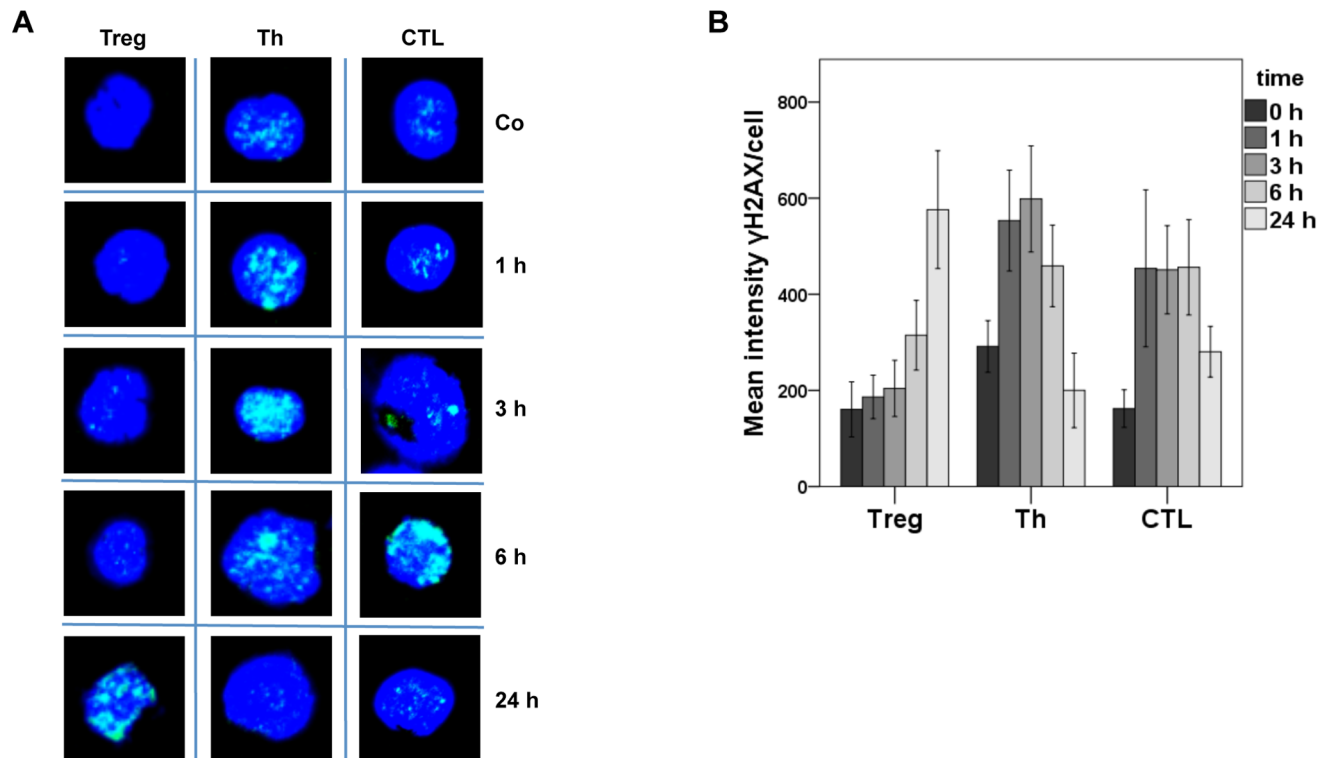 A
Treg Th CTL
Co
1 h
3 h
6 h
24 h
B
Mean intensity γH2AX/cell
800
600
400
200
0
Treg Th CTL
time
0 h
1 h
3 h
6 h
24 h